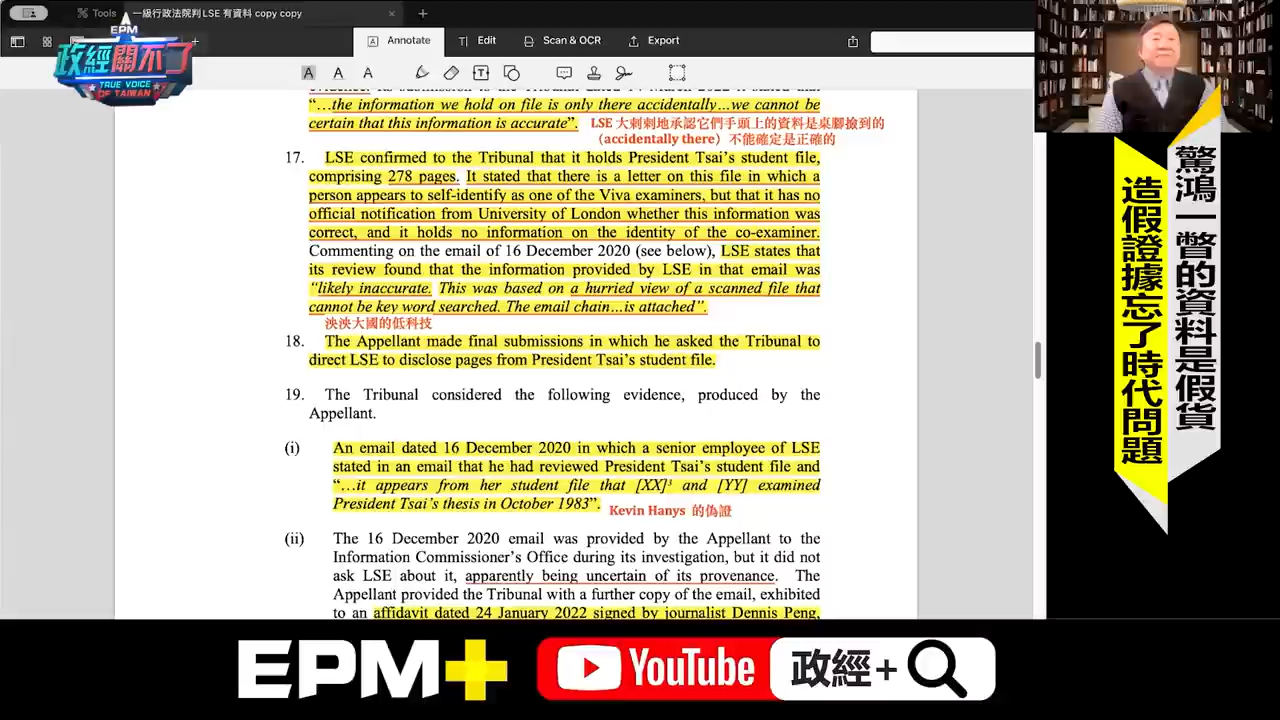 Tools
一級行政法院判LSE 有資料 copy copy
EPM
政經關不了
TRUE VOICE
OF TAIWAN
Annotate
Edit
Scan & OCR
Export
“…the information we hold on file is only there accidentally…we cannot be
certain that this information is accurate”.
LSE 大剌剌地承認它們手頭上的資料是桌腳撿到的
（accidentally there）不能確定是正確的
17. LSE confirmed to the Tribunal that it holds President Tsai’s student file,
comprising 278 pages. It stated that there is a letter on this file in which a
person appears to self-identify as one of the Viva examiners, but that it has no
official notification from University of London whether this information was
correct, and it holds no information on the identity of the co-examiner.
Commenting on the email of 16 December 2020 (see below), LSE states that
its review found that the information provided by LSE in that email was
“likely inaccurate. This was based on a hurried view of a scanned file that
cannot be key word searched. The email chain…is attached”.
泱泱大國的低科技
18. The Appellant made final submissions in which he asked the Tribunal to
direct LSE to disclose pages from President Tsai’s student file.
19. The Tribunal considered the following evidence, produced by the
Appellant.
(i) An email dated 16 December 2020 in which a senior employee of LSE
stated in an email that he had reviewed President Tsai’s student file and
“…it appears from her student file that [XX]³ and [YY] examined
President Tsai’s thesis in October 1983”.
Kevin Hanys 的偽證
(ii) The 16 December 2020 email was provided by the Appellant to the
Information Commissioner’s Office during its investigation, but it did not
ask LSE about it, apparently being uncertain of its provenance. The
Appellant provided the Tribunal with a further copy of the email, exhibited
to an affidavit dated 24 January 2022 signed by journalist Dennis Peng,
驚鴻一瞥的資料是假貨
造假證據忘了時代問題
EPM+
YouTube
政經+